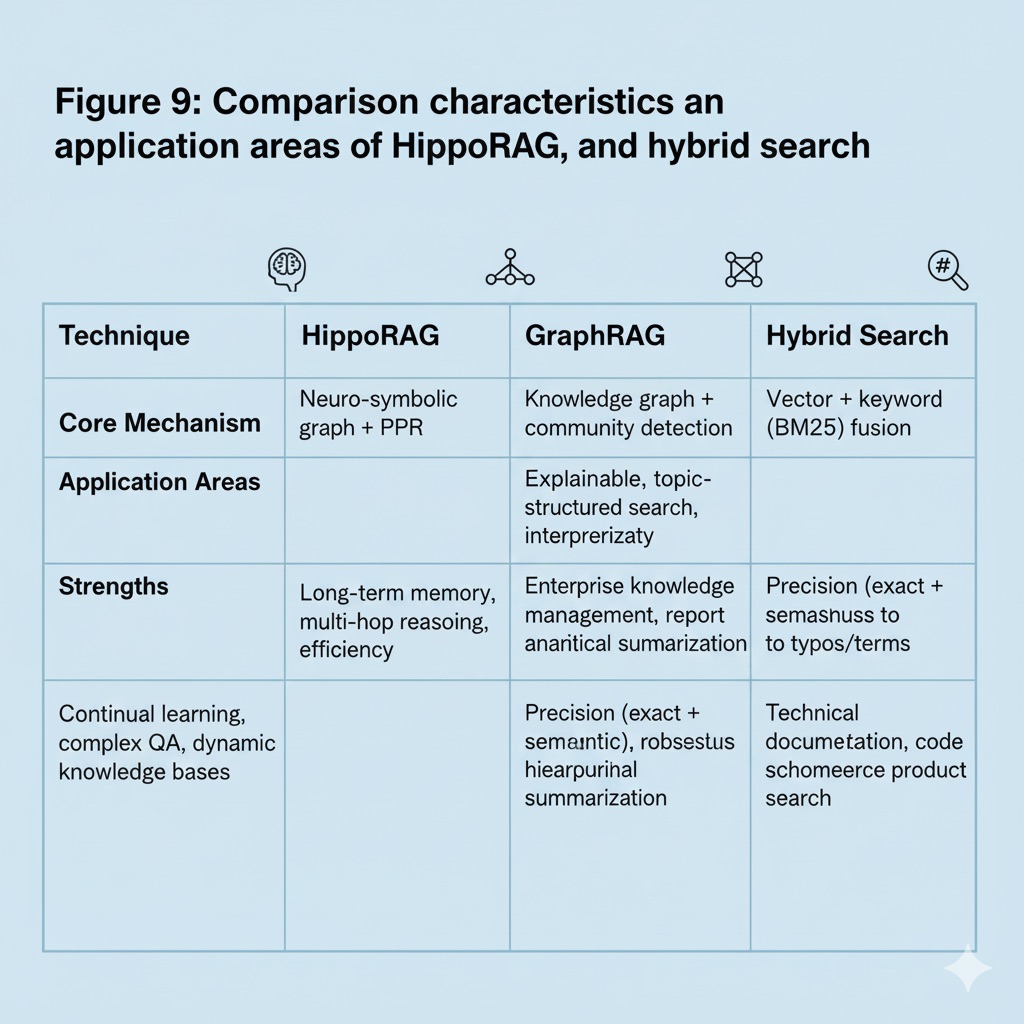 Figure 9: Comparison characteristics an
application areas of HippoRAG, and hybrid search
#
Technique
HippoRAG
GraphRAG
Hybrid Search
Core Mechanism
Neuro-symbolic
graph + PPR
Knowledge graph +
community detection
Vector + keyword
(BM25) fusion
Application Areas
Explainable, topic-
structured search,
interprerizaty
Strengths
Long-term memory,
multi-hop reasoing,
efficiency
Enterprise knowledge
management, report
anaritical sumarization
Precision (exact +
semasnuss to
to typos/terms
Continual learning,
complex QA, dynamic
knowledge bases
Precision (exact +
semantic), robsestus
hiearpurihal
summarization
Technical
documetation, code
schomeerce product
search